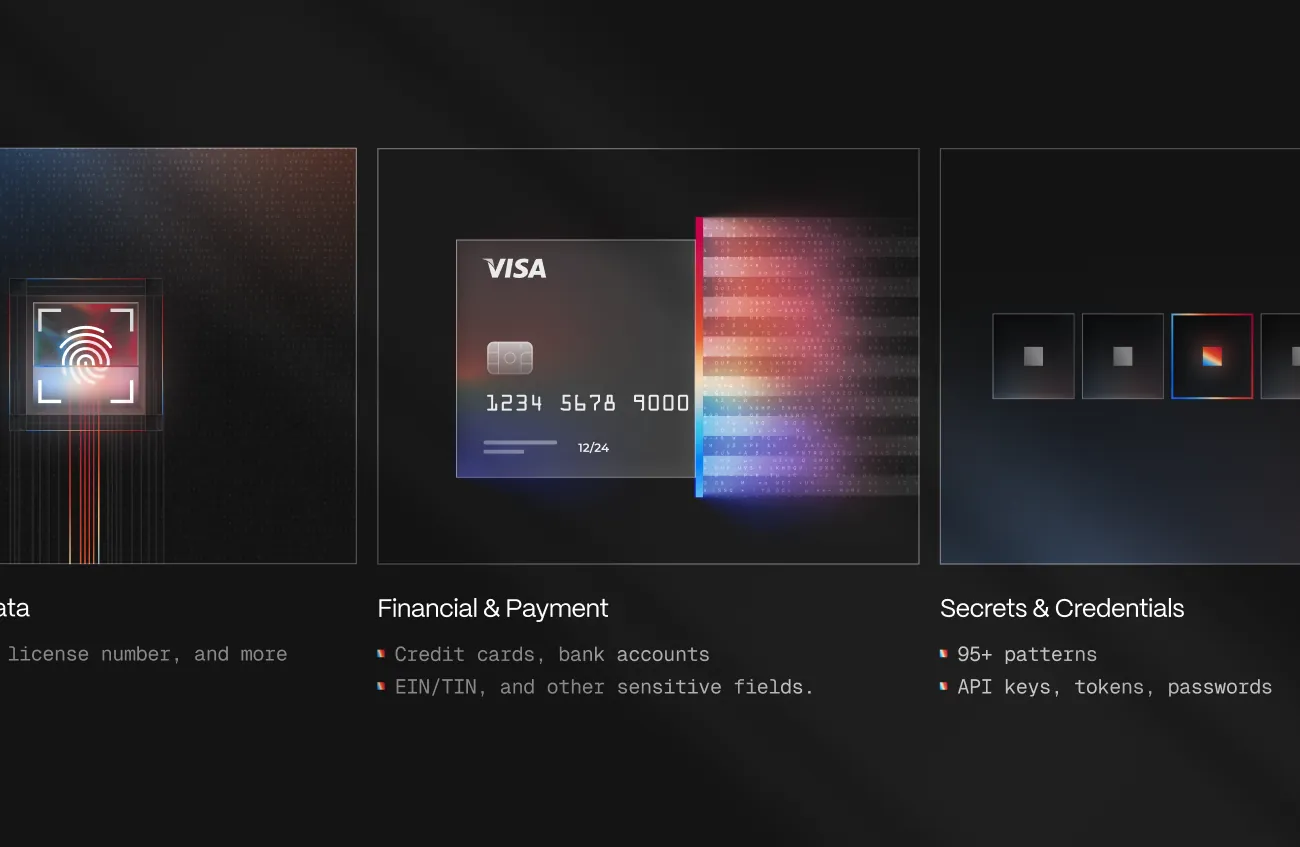 VISA
1234 5678 9000
12/24
ata
license number, and more
Financial & Payment
Credit cards, bank accounts
EIN/TIN, and other sensitive fields.
Secrets & Credentials
95+ patterns
API keys, tokens, passwords